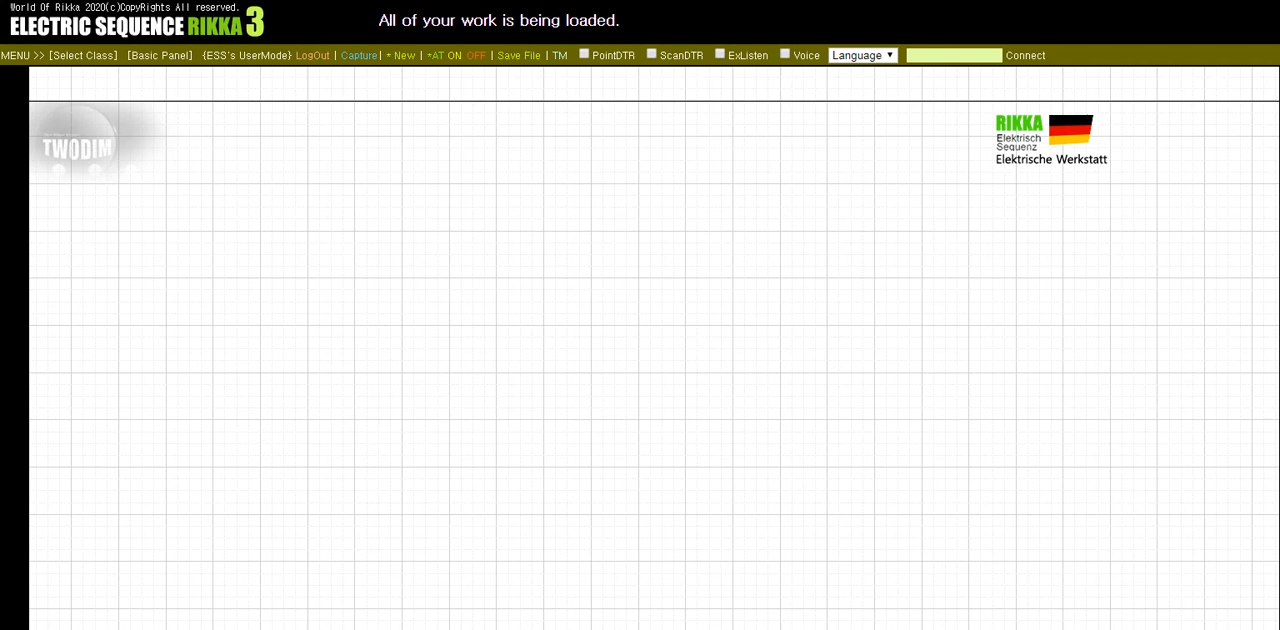 World Of Rikka 2020(c)CopyRights All reserved.
ELECTRIC SEQUENCE RIKKA 3
All of your work is being loaded.
MENU >> [Select Class] [Basic Panel] {ESS's UserMode} LogOut | Capture | + New | +AT ON OFF | Save File | TM PointDTR ScanDTR ExListen Voice Language ▼ Connect
TWODIM
RIKKA
Elektrisch
Sequenz
Elektrische Werkstatt